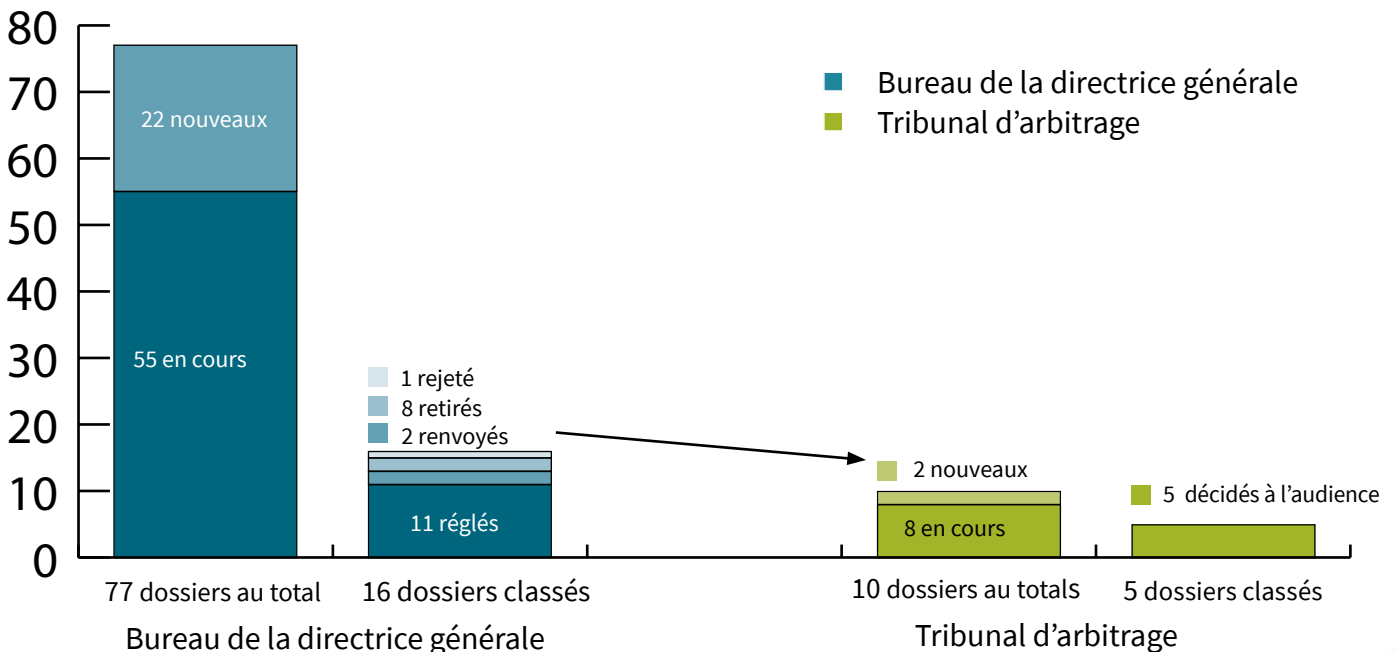 80
70
60
50
40
30
20
10
0
22 nouveaux
55 en cours
Bureau de la directrice générale
Tribunal d'arbitrage
1 rejeté
8 retirés
2 renvoyés
11 réglés
2 nouveaux
8 en cours
5 décidés à l’audience
77 dossiers au total
16 dossiers classés
10 dossiers au totals
5 dossiers classés
Bureau de la directrice générale
Tribunal d’arbitrage